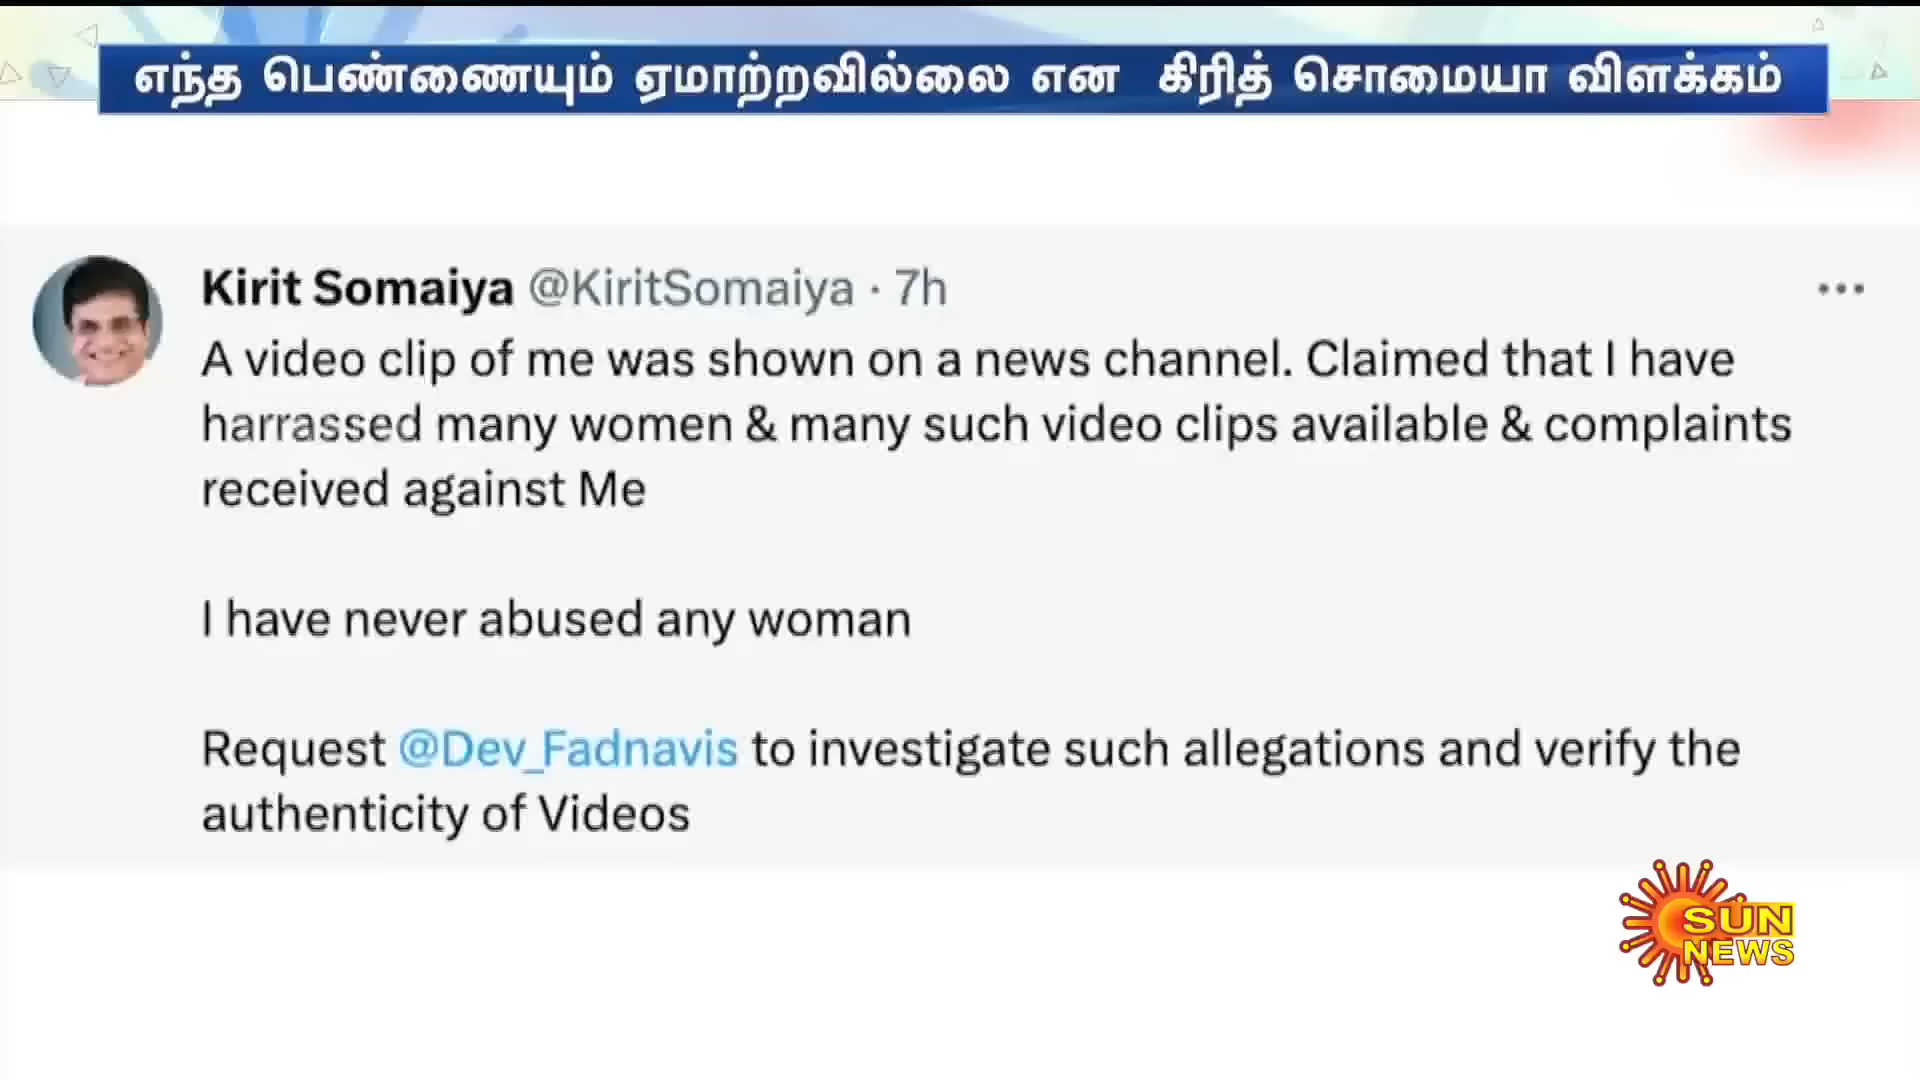 எந்த பெண்ணையும் ஏமாற்றவில்லை என கிரித் சொமையா விளக்கம்
Kirit Somaiya @KiritSomaiya · 7h
A video clip of me was shown on a news channel. Claimed that I have
harrassed many women & many such video clips available & complaints
received against Me
I have never abused any woman
Request @Dev_Fadnavis to investigate such allegations and verify the
authenticity of Videos
SUN
NEWS